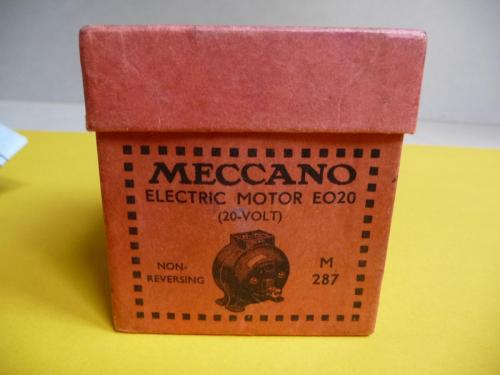 MECCANO
ELECTRIC MOTOR EO20
(20-VOLT)
NON-
REVERSING
M
287